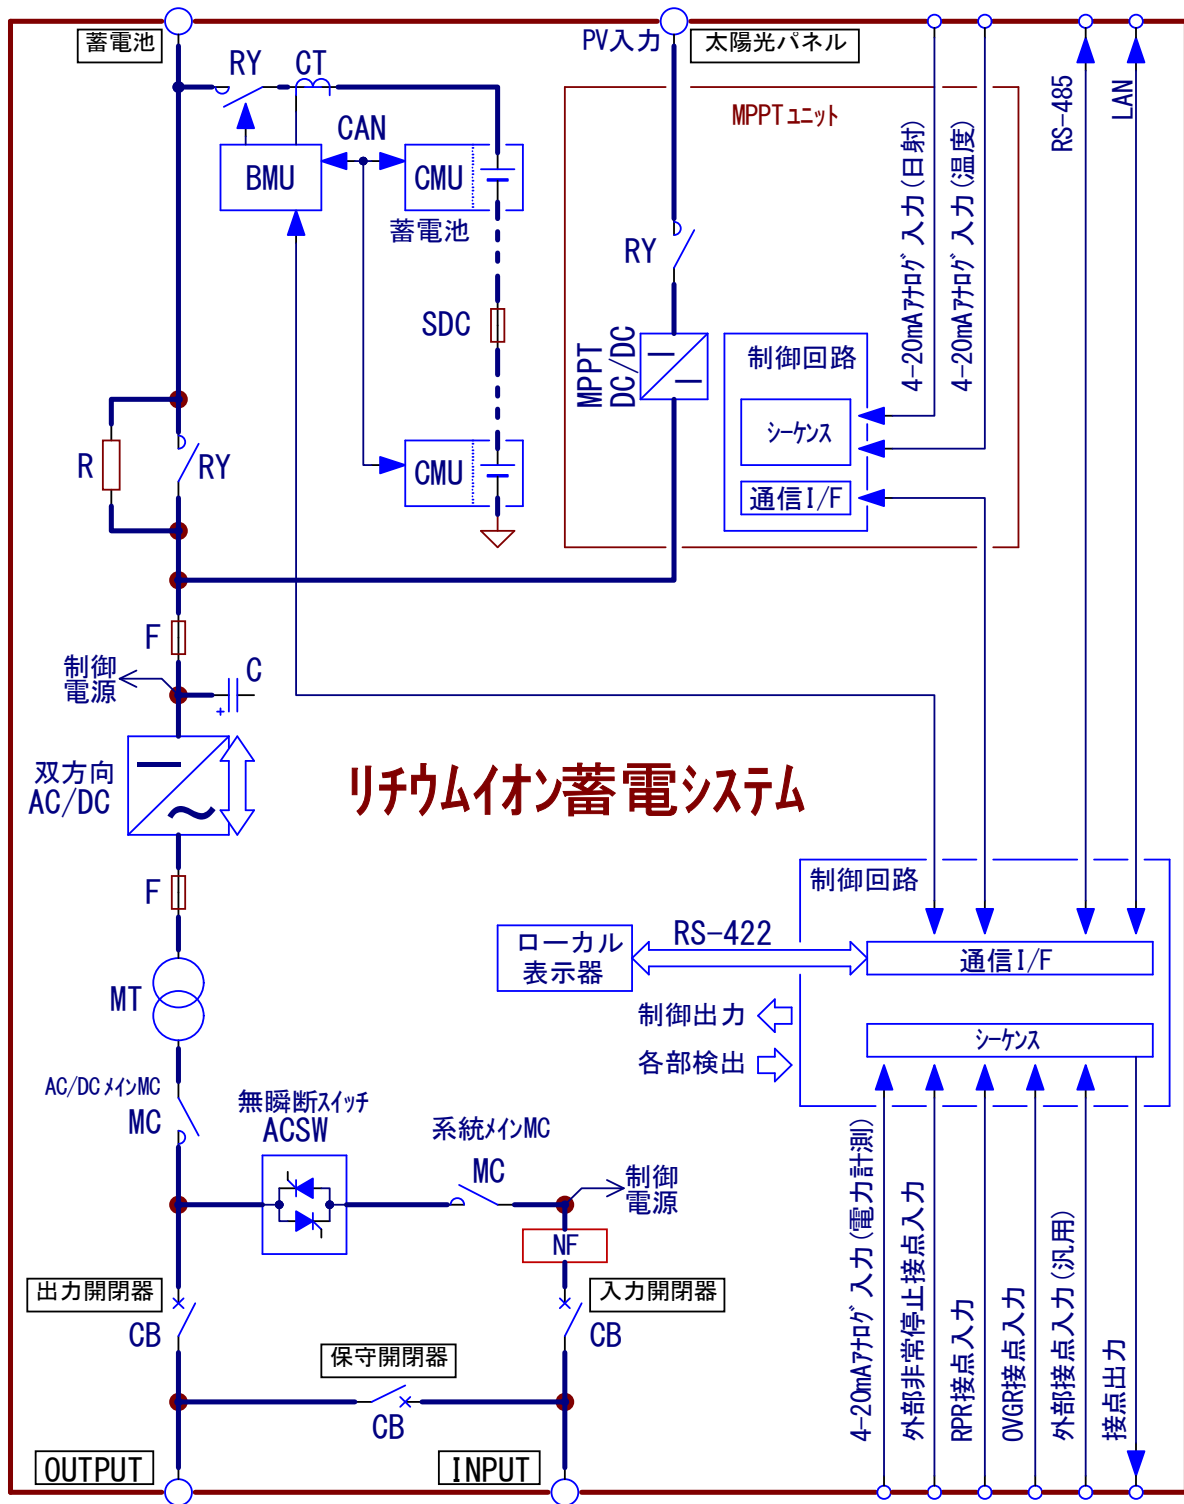 蓄電池
PV入力
太陽光パネル
RY
CT
MPPTユニット
RS-485
LAN
4-20mAアナログ入力(日射)
4-20mAアナログ入力(温度)
CAN
BMU
CMU
蓄電池
RY
SDC
MPPT
DC/DC
制御回路
シーケンス
通信I/F
R
RY
CMU
F
制御
電源
C
双方向
AC/DC
リチウムイオン蓄電システム
F
制御回路
RS-422
ローカル
表示器
通信I/F
MT
制御出力
シーケンス
各部検出
AC/DCメインMC
MC
無瞬断スイッチ
ACSW
系統メインMC
MC
制御
電源
NF
4-20mAアナログ入力(電力計測)
外部非常停止接点入力
RPR接点入力
OVGR接点入力
外部接点入力(汎用)
接点出力
出力開閉器
CB
入力開閉器
CB
保守開閉器
CB
OUTPUT
INPUT